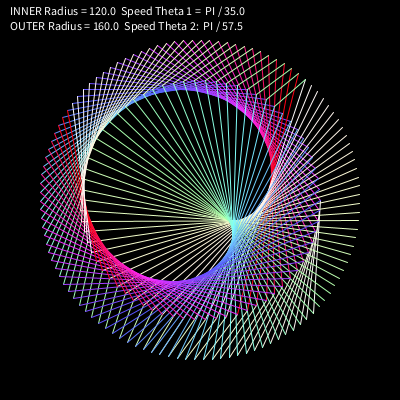 INNER Radius = 120.0  Speed Theta 1 =  PI / 35.0
OUTER Radius = 160.0  Speed Theta 2:  PI / 57.5